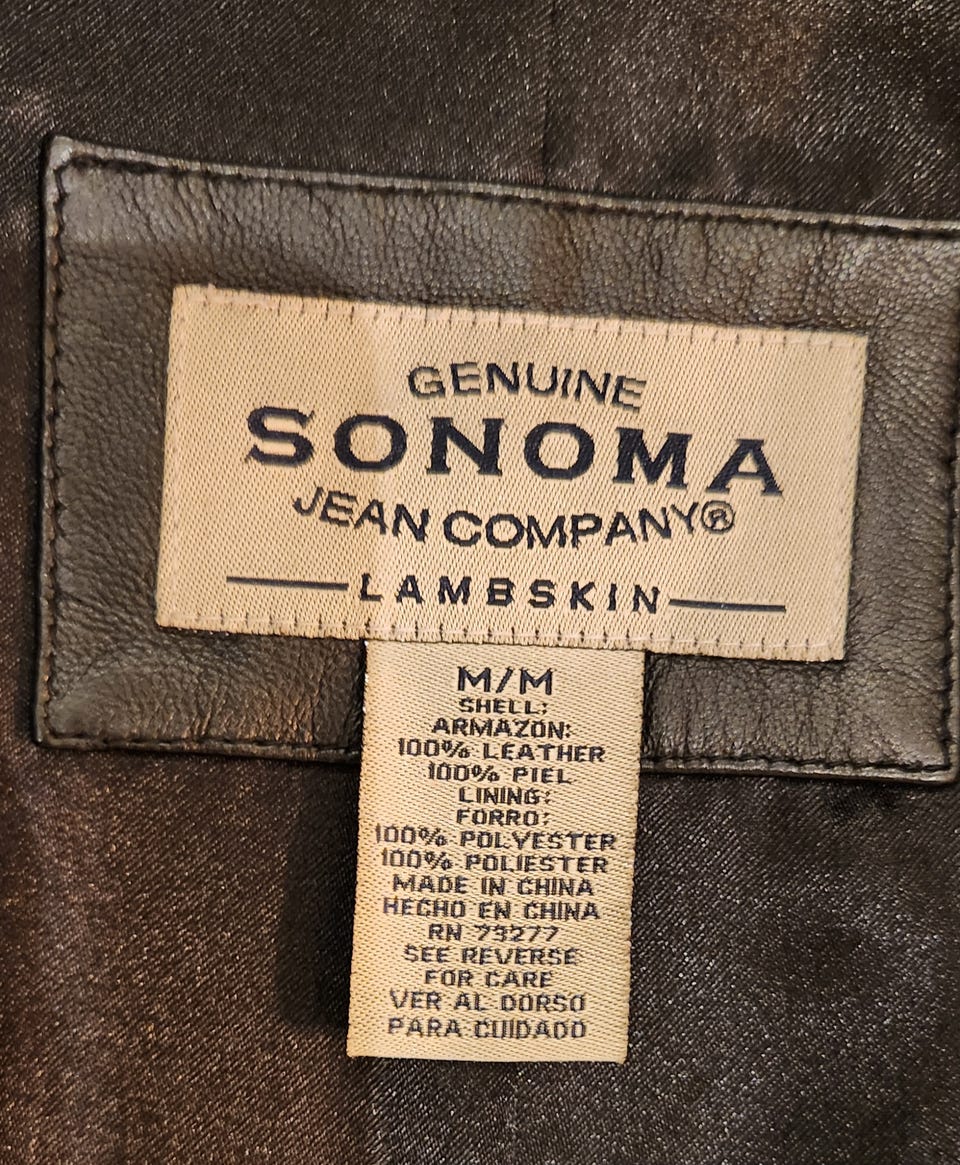 GENUINE
SONOMA
JEAN COMPANY®
LAMBSKIN
M/M
SHELL:
ARMAZON:
100% LEATHER
100% PIEL
LINING:
FORRO:
100% POLYESTER
100% POLIESTER
MADE IN CHINA
HECHO EN CHINA
RN 73277
SEE REVERSE
FOR CARE
VER AL DORSO
PARA CUIDADO